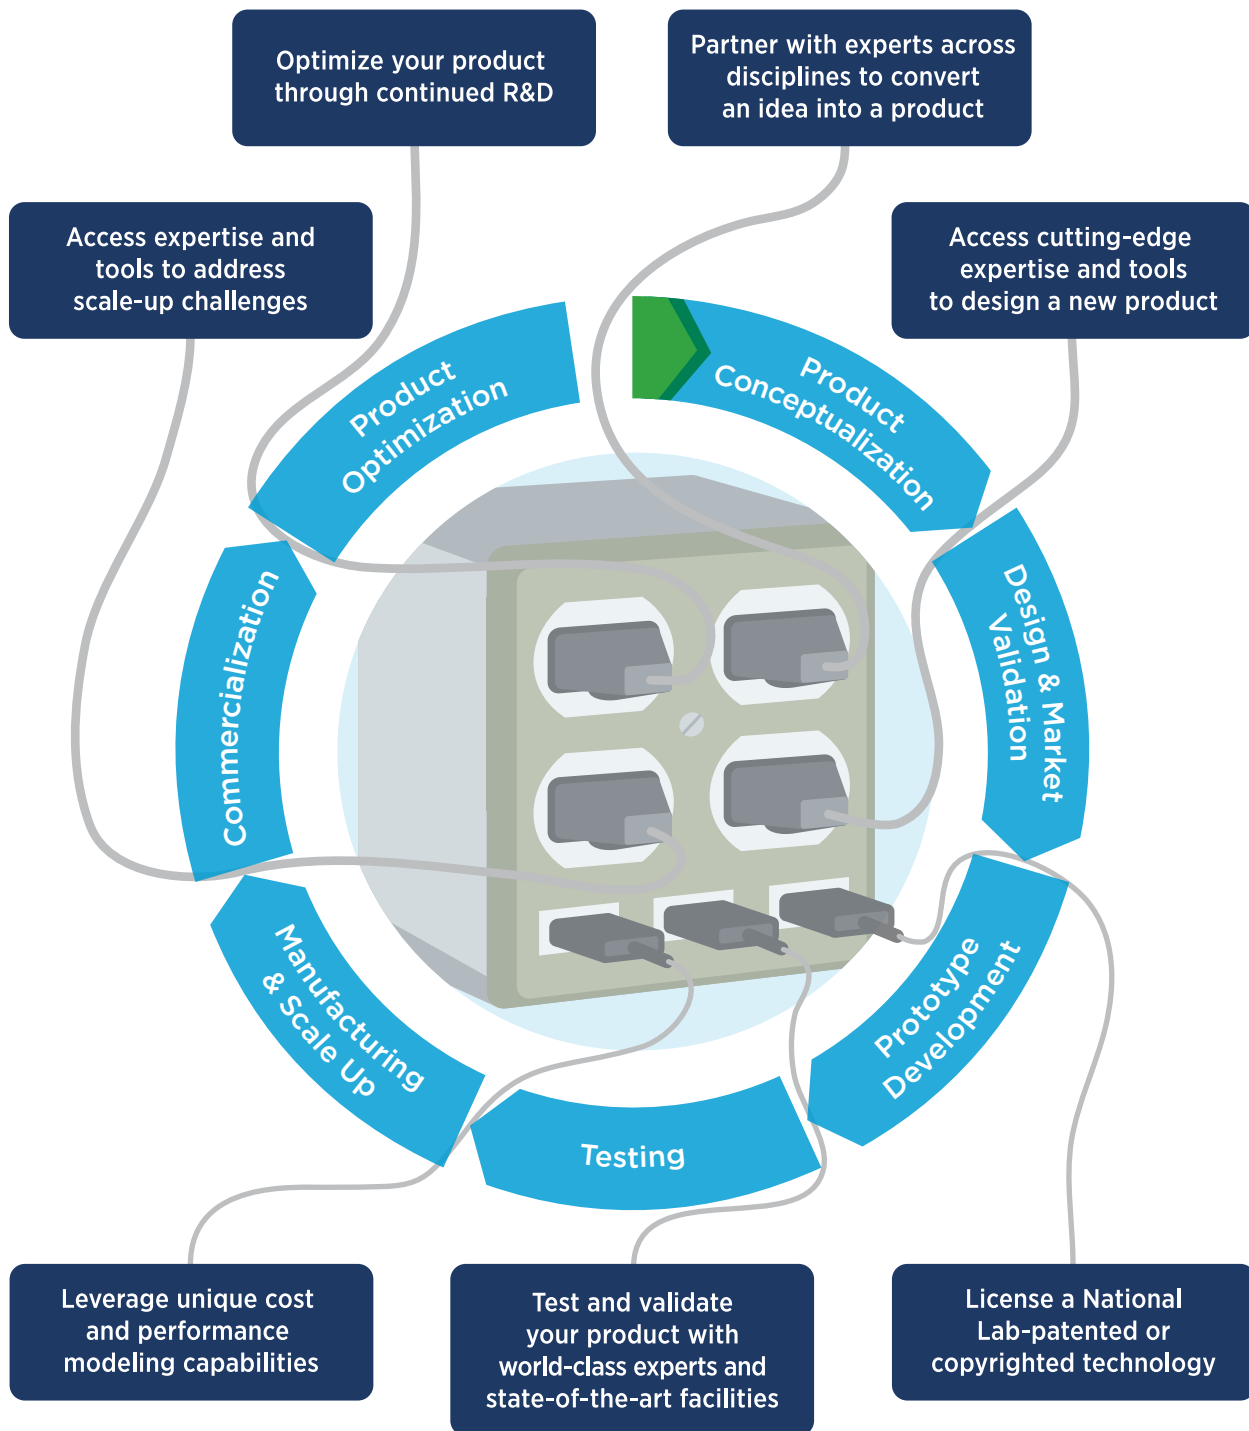 Optimize your product
through continued R&D
Partner with experts across
disciplines to convert
an idea into a product
Access expertise and
tools to address
scale-up challenges
Access cutting-edge
expertise and tools
to design a new product
Product
Conceptualization
Design & Market
Validation
Prototype
Development
Testing
Manufacturing
& Scale Up
Commercialization
Product
Optimization
Leverage unique cost
and performance
modeling capabilities
Test and validate
your product with
world-class experts and
state-of-the-art facilities
License a National
Lab-patented or
copyrighted technology